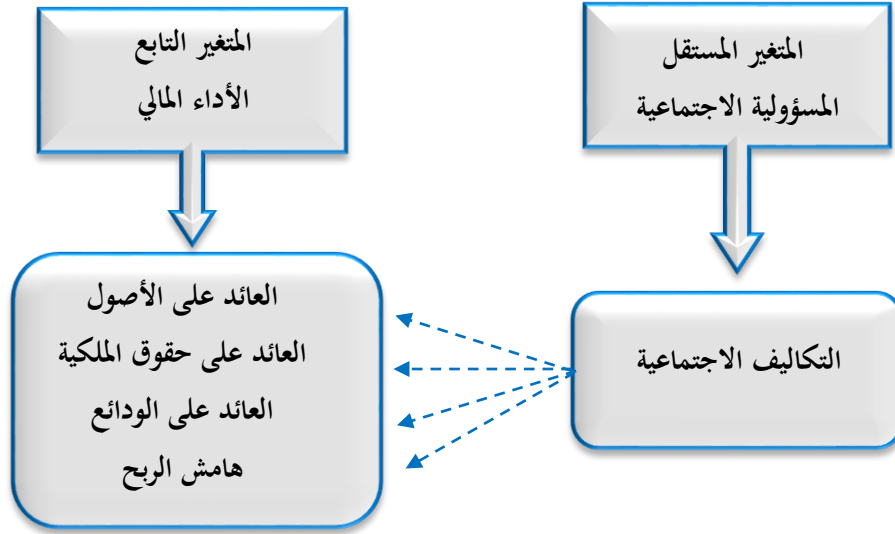 المتغير المستقل
المسؤولية الاجتماعية
المتغير التابع
الأداء المالي
التكاليف الاجتماعية
العائد على الأصول
العائد على حقوق الملكية
العائد على الودائع
هامش الربح